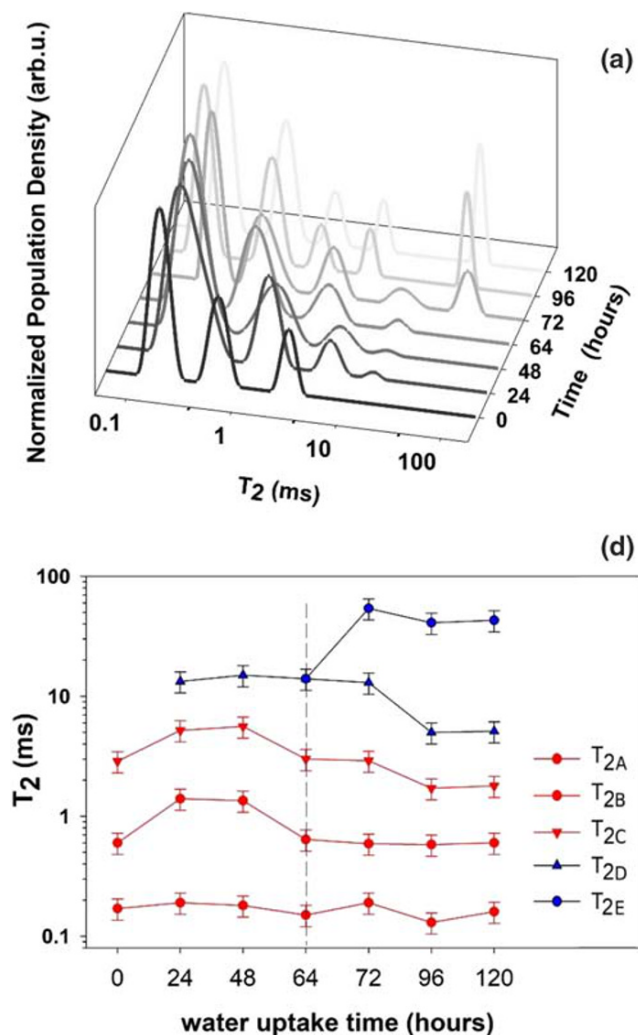 (a)
Normalized Population Density (arb.u.)
120
96
72
64
48
24
0
Time (hours)
0.1
1
10
100
T2 (ms)
(d)
100
10
1
0.1
T2 (ms)
T2A
T2B
T2C
T2D
T2E
0 24 48 64 72 96 120
water uptake time (hours)